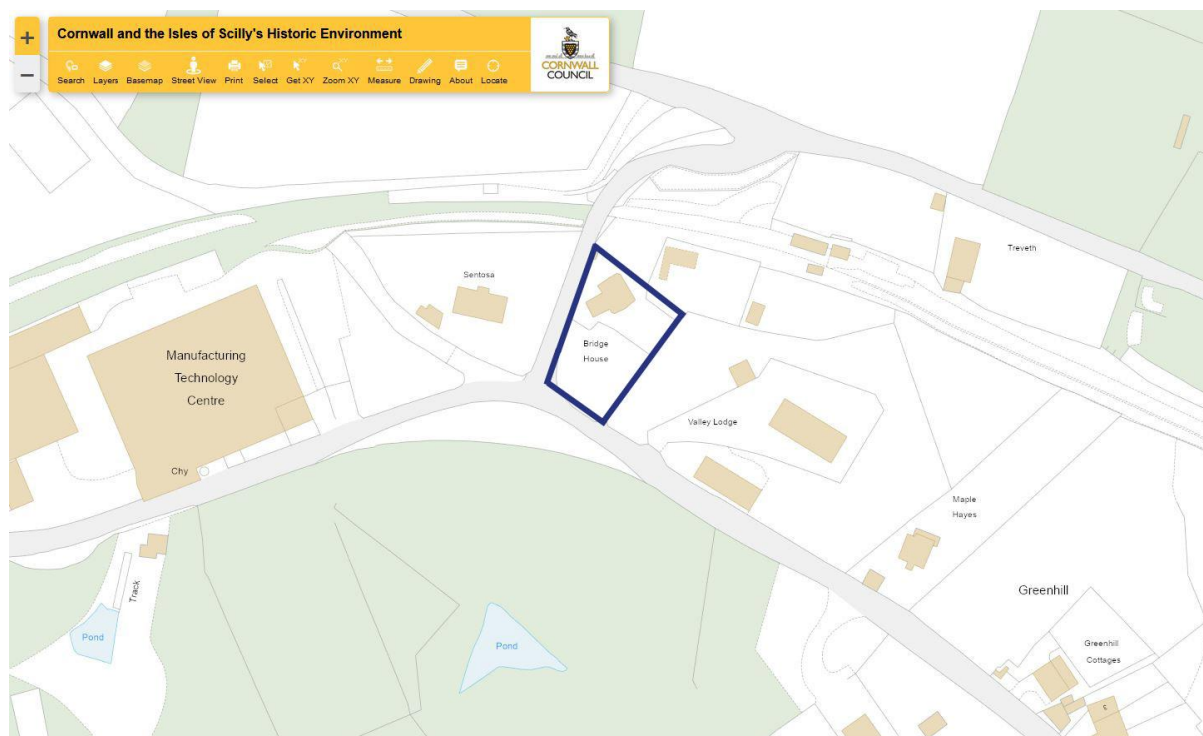 +
−
Cornwall and the Isles of Scilly's Historic Environment
Search Layers Basemap Street View Print Select Get XY Zoom XY Measure Drawing About Locate
CORNWALL
COUNCIL
Treveth
Sentosa
Bridge
House
Manufacturing
Technology
Centre
Valley Lodge
Chy
Maple
Hayes
Track
Greenhill
Pond
Pond
Greenhill
Cottages